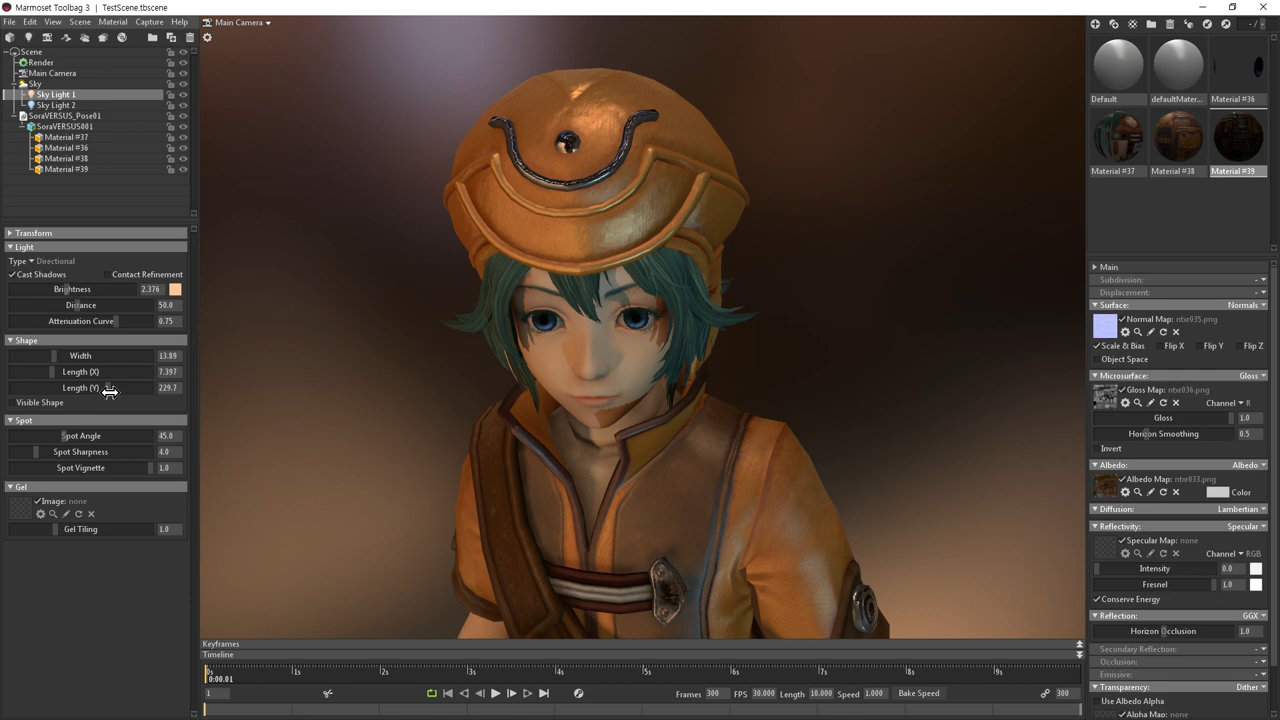 Marmoset Toolbag 3 | TestScene.tbscene
File Edit View Scene Material Capture Help
Main Camera
Scene
Render
Main Camera
Sky
Sky Light 1
Sky Light 2
SoraVERSUS_Pose01
SoraVERSUS001
Material #37
Material #36
Material #38
Material #39
Transform
Light
Type Directional
Cast Shadows Contact Refinement
Brightness 2.376
Distance 50.0
Attenuation Curve 0.75
Shape
Width 13.89
Length (X) 7.397
Length (Y) 229.7
Visible Shape
Spot
Spot Angle 45.0
Spot Sharpness 4.0
Spot Vignette 1.0
Gel
Image: none
Gel Tiling 1.0
Keyframes
Timeline
0s 1s 2s 3s 4s 5s 6s 7s 8s 9s
0:00.01
1
Frames 300 FPS 30.000 Length 10.000 Speed 1.000 Bake Speed 300
- / -
Default defaultMater... Material #36
Material #37 Material #38 Material #39
Main
Subdivision: -
Displacement: -
Surface: Normals
Normal Map: ntxr035.png
Scale & Bias Flip X Flip Y Flip Z
Object Space
Microsurface: Gloss
Gloss Map: ntxr036.png
Channel R
Gloss 1.0
Horizon Smoothing 0.5
Invert
Albedo: Albedo
Albedo Map: ntxr033.png
Color
Diffusion: Lambertian
Reflectivity: Specular
Specular Map: none
Channel RGB
Intensity 0.0
Fresnel 1.0
Conserve Energy
Reflection: GGX
Horizon Occlusion 1.0
Secondary Reflection: -
Occlusion: -
Emissive: -
Transparency: Dither
Use Albedo Alpha
Alpha Map: none